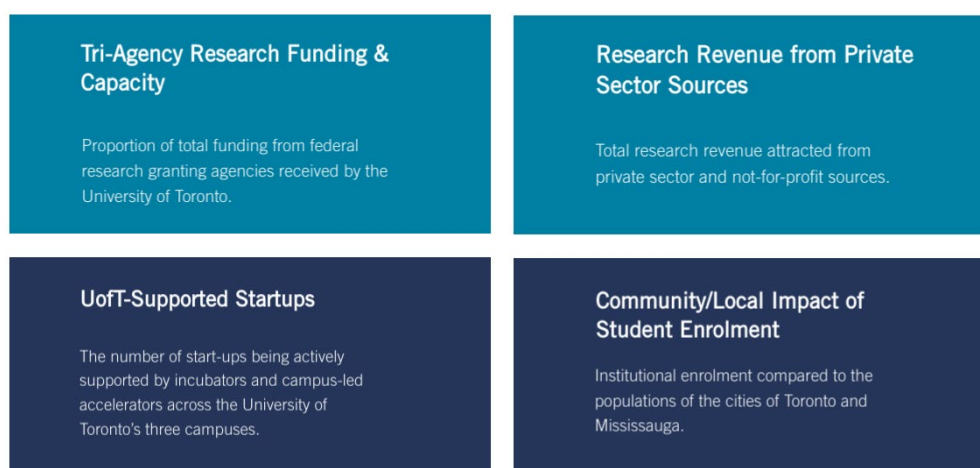 Tri-Agency Research Funding &
Capacity
Proportion of total funding from federal
research granting agencies received by the
University of Toronto.
Research Revenue from Private
Sector Sources
Total research revenue attracted from
private sector and not-for-profit sources.
UofT-Supported Startups
The number of start-ups being actively
supported by incubators and campus-led
accelerators across the University of
Toronto's three campuses.
Community/Local Impact of
Student Enrolment
Institutional enrolment compared to the
populations of the cities of Toronto and
Mississauga.